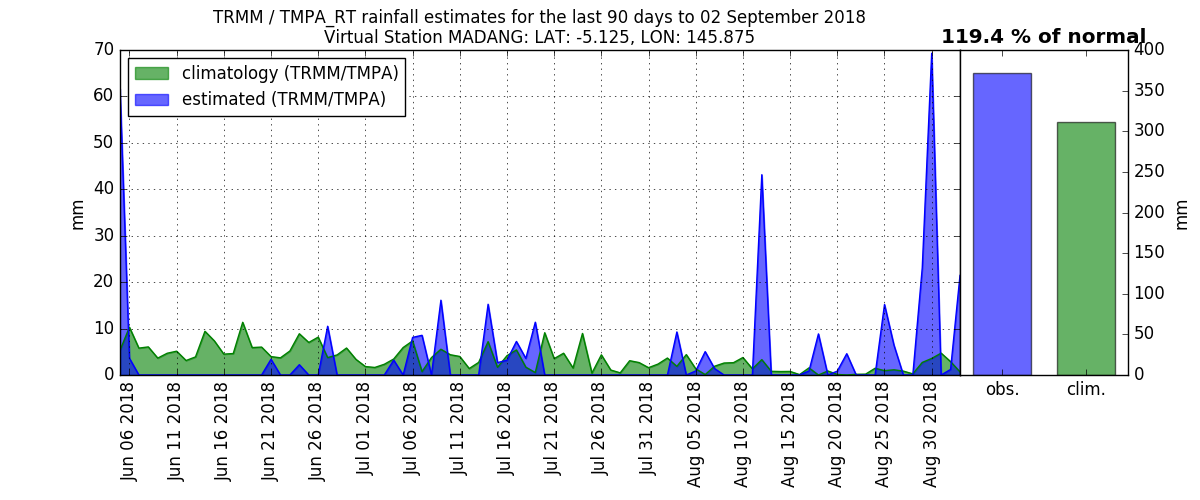 TRMM / TMPA_RT rainfall estimates for the last 90 days to 02 September 2018
Virtual Station MADANG: LAT: -5.125, LON: 145.875
119.4 % of normal
climatology (TRMM/TMPA)
estimated (TRMM/TMPA)
70
60
50
40
30
20
10
0
mm
400
350
300
250
200
150
100
50
0
mm
Jun 06 2018
Jun 11 2018
Jun 16 2018
Jun 21 2018
Jun 26 2018
Jul 01 2018
Jul 06 2018
Jul 11 2018
Jul 16 2018
Jul 21 2018
Jul 26 2018
Jul 31 2018
Aug 05 2018
Aug 10 2018
Aug 15 2018
Aug 20 2018
Aug 25 2018
Aug 30 2018
obs.
clim.